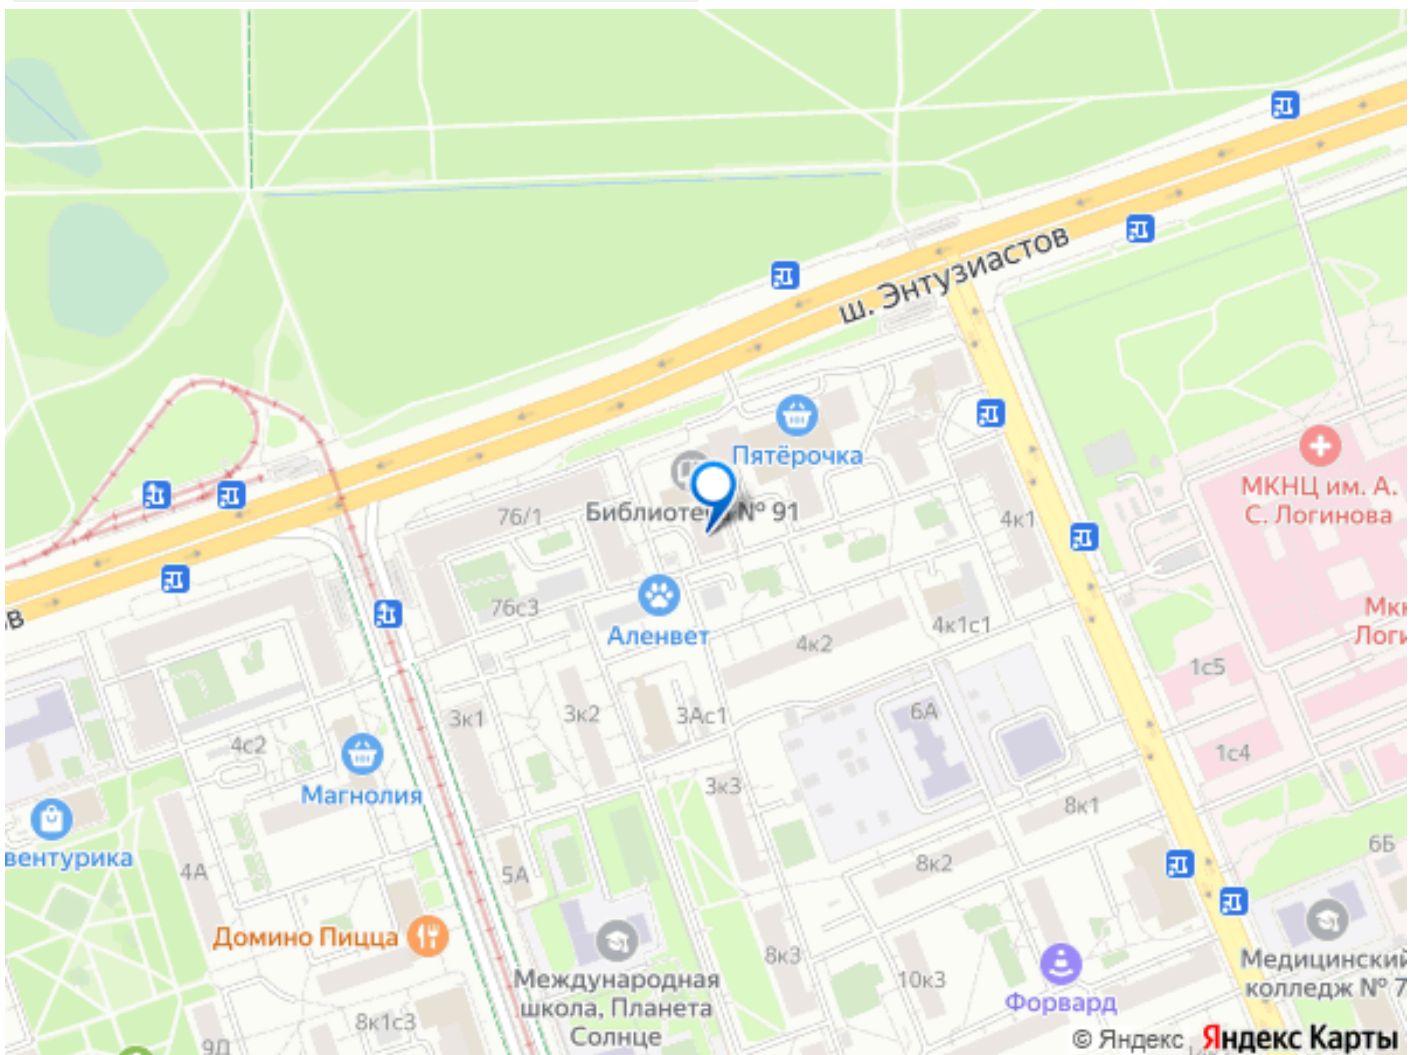 ш. Энтузиастов
Пятёрочка
МКНЦ им. А.
С. Логинова
76/1
Библиоте
№ 91
4к1
в
76с3
Аленвет
4к2
4к1с1
Мкн
Логи
1с5
3к1
3к2
3Ас1
6А
4с2
1с4
Магнолия
3к3
8к1
вентурика
4А
5А
8к2
6Б
Домино Пицца
Международная
школа, Планета
Солнце
8к3
10к3
Форвард
Медицинский
колледж № 7
8к1с3
9Д
© Яндекс
Яндекс Карты